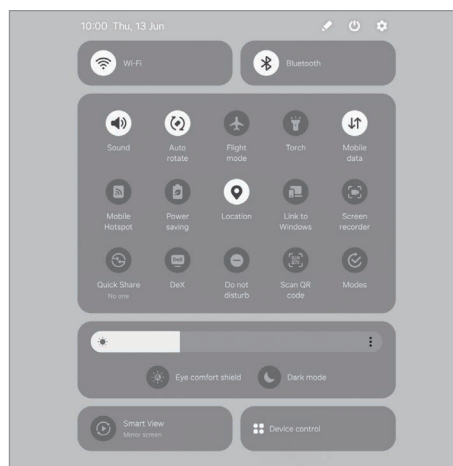 10:00 Thu, 13 Jun
Wi-Fi
Bluetooth
Sound
Auto
rotate
Flight
mode
Torch
Mobile
data
Mobile
Hotspot
Power
saving
Location
Link to
Windows
Screen
recorder
Quick Share
No one
DeX
DeX
Do not
disturb
Scan QR
code
Modes
Eye comfort shield
Dark mode
Smart View
Mirror screen
Device control